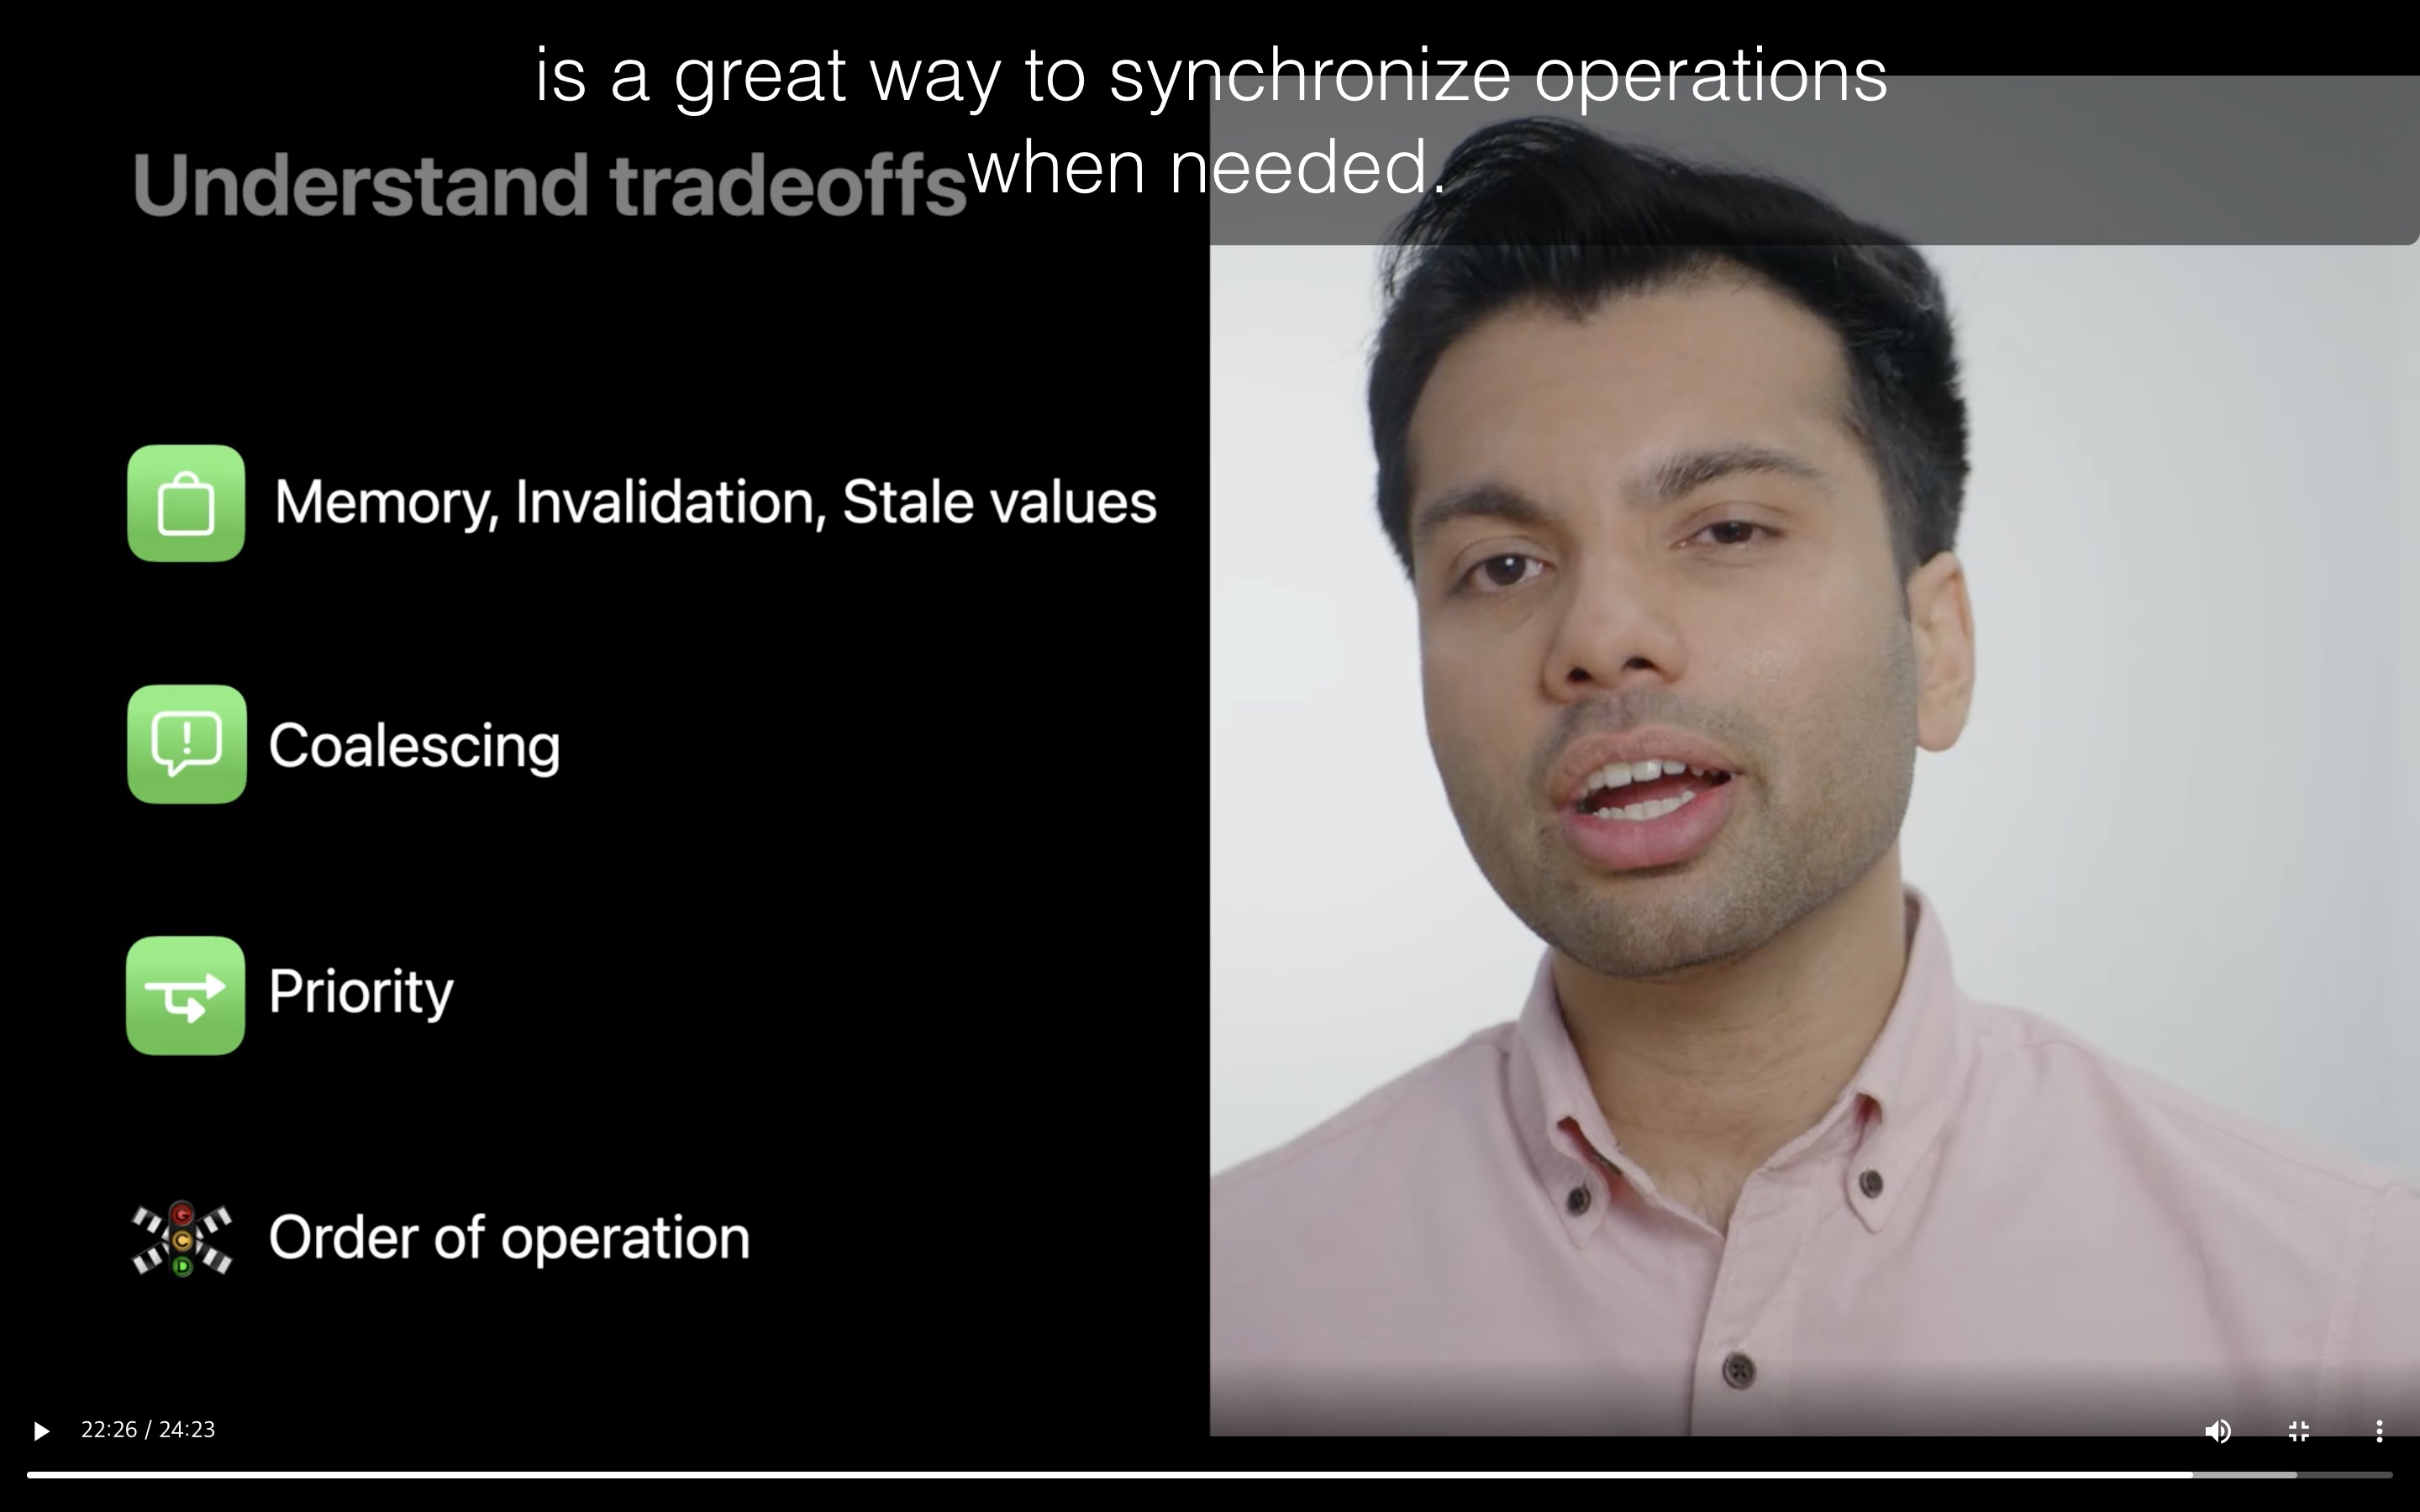 is a great way to synchronize operations
when needed.
Understand tradeoffs
Memory, Invalidation, Stale values
!
Coalescing
Priority
G
C
D
Order of operation
22:26 / 24:23